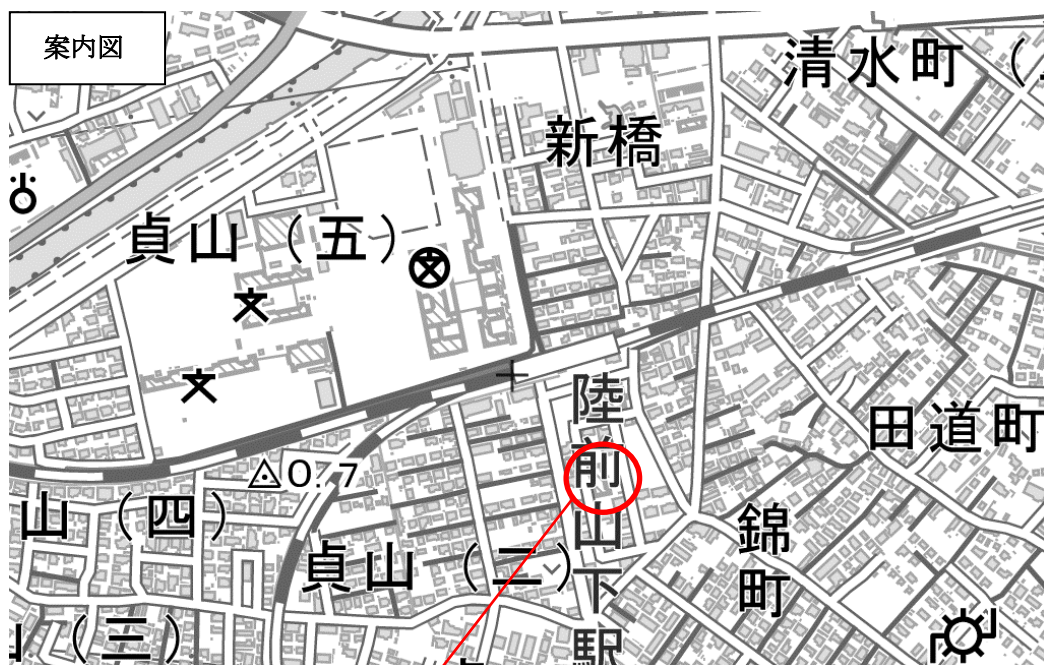 案内図
清水町（
新橋
貞山（五）
陸前山下駅
田道町
0.7
山（四）
貞山（二）
錦町
（三）